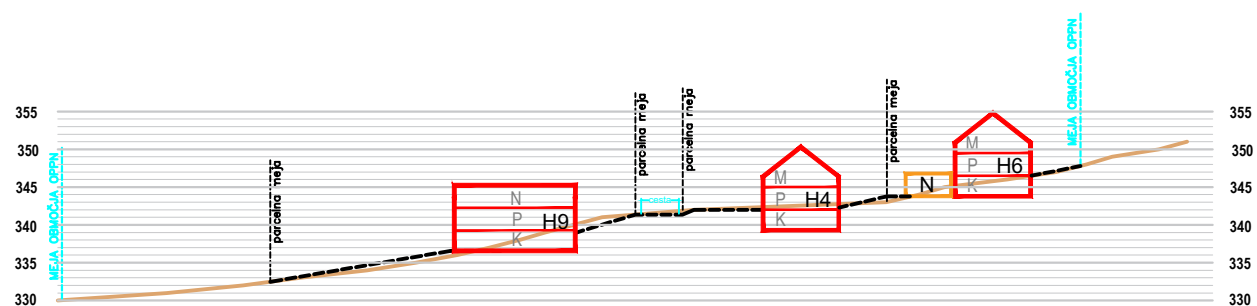 MEJA OBMOČJA OPPN
parcelna meja
parcelna meja
parcelna meja
parcelna meja
MEJA OBMOČJA OPPN
355
350
345
340
335
330
N
P
K
H9
cesta
M
P
K
H4
N
M
P
K
H6
355
350
345
340
335
330